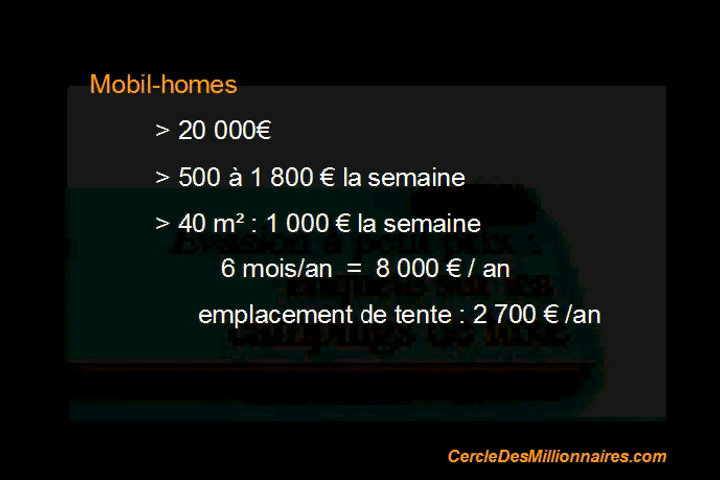 Mobil-homes
> 20 000€
> 500 à 1 800 € la semaine
> 40 m² : 1 000 € la semaine
6 mois/an = 8 000 € / an
emplacement de tente : 2 700 € /an
CercleDesMillionnaires.com